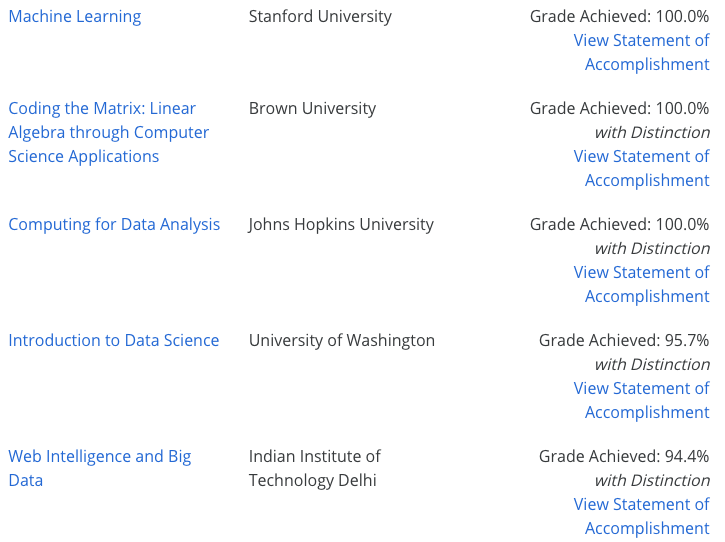 Machine Learning
Stanford University
Grade Achieved: 100.0%
View Statement of
Accomplishment
Coding the Matrix: Linear
Algebra through Computer
Science Applications
Brown University
Grade Achieved: 100.0%
with Distinction
View Statement of
Accomplishment
Computing for Data Analysis
Johns Hopkins University
Grade Achieved: 100.0%
with Distinction
View Statement of
Accomplishment
Introduction to Data Science
University of Washington
Grade Achieved: 95.7%
with Distinction
View Statement of
Accomplishment
Web Intelligence and Big
Data
Indian Institute of
Technology Delhi
Grade Achieved: 94.4%
with Distinction
View Statement of
Accomplishment